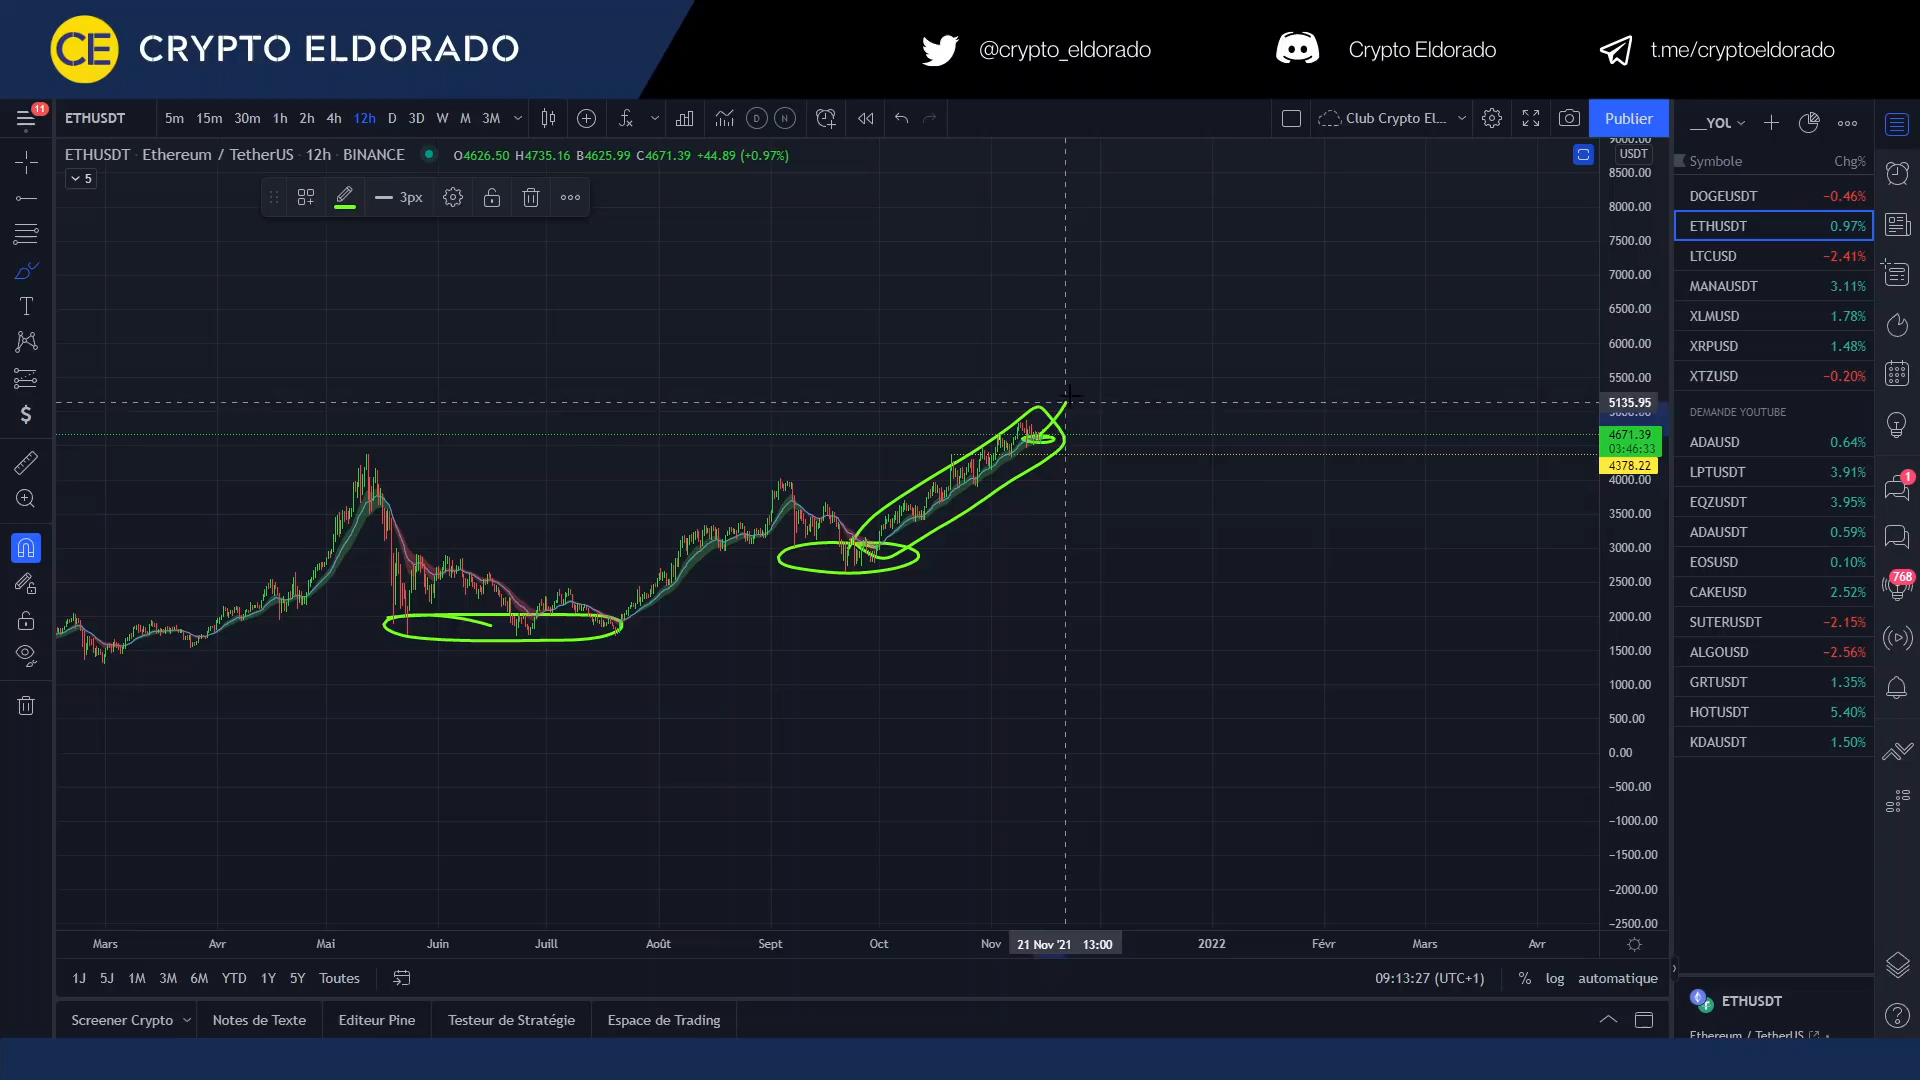 CE CRYPTO ELDORADO
@crypto_eldorado
Crypto Eldorado
t.me/cryptoeldorado
11
ETHUSDT
5m 15m 30m 1h 2h 4h 12h D 3D W M 3M
D N
Club Crypto El...
Publier
__YOL
ETHUSDT · Ethereum / TetherUS · 12h · BINANCE
O4626.50 H4735.16 B4625.99 C4671.39 +44.89 (+0.97%)
5
3px
9000.00
USDT
8500.00
8000.00
7500.00
7000.00
6500.00
6000.00
5500.00
5135.95
5000.00
4671.39
03:46:33
4378.22
4000.00
3500.00
3000.00
2500.00
2000.00
1500.00
1000.00
500.00
0.00
−500.00
−1000.00
−1500.00
−2000.00
−2500.00
Symbole Chg%
DOGEUSDT −0.46%
ETHUSDT 0.97%
LTCUSD −2.41%
MANAUSDT 3.11%
XLMUSD 1.78%
XRPUSD 1.48%
XTZUSD −0.20%
DEMANDE YOUTUBE
ADAUSD 0.64%
LPTUSDT 3.91%
EQZUSDT 3.95%
ADAUSDT 0.59%
EOSUSD 0.10%
CAKEUSD 2.52%
SUTERUSDT −2.15%
ALGOUSD −2.56%
GRTUSDT 1.35%
HOTUSDT 5.40%
KDAUSDT 1.50%
1
768
T
$
Mars Avr Mai Juin Juill Août Sept Oct Nov 21 Nov '21 13:00 2022 Févr Mars Avr
1J 5J 1M 3M 6M YTD 1Y 5Y Toutes
09:13:27 (UTC+1) % log automatique
ETHUSDT
Ethereum / TetherUS
Screener Crypto Notes de Texte Editeur Pine Testeur de Stratégie Espace de Trading